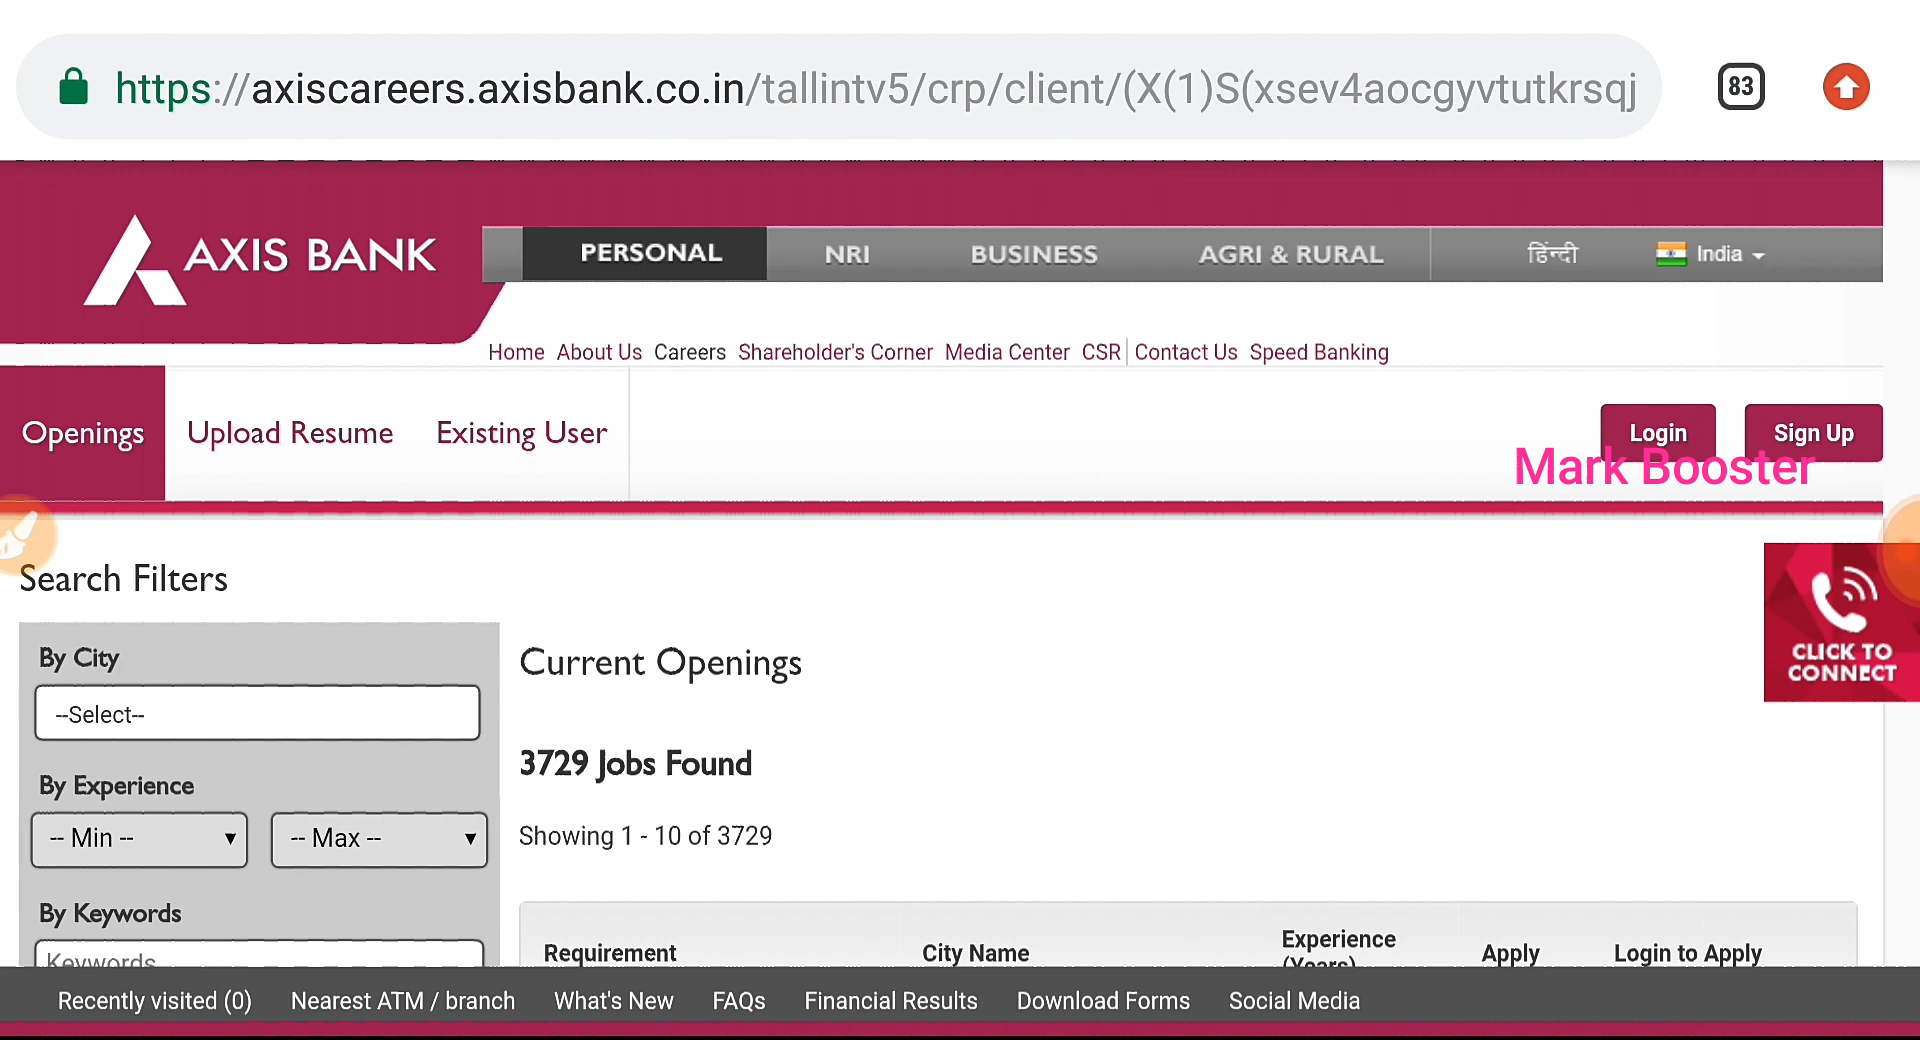 https://axiscareers.axisbank.co.in/tallintv5/crp/client/(X(1)S(xsev4aocgyvtutkrsqj
83
AXIS BANK
PERSONAL NRI BUSINESS AGRI & RURAL हिंन्दी India
Home About Us Careers Shareholder's Corner Media Center CSR Contact Us Speed Banking
Openings Upload Resume Existing User Login Sign Up
Mark Booster
Search Filters
CLICK TO
CONNECT
By City
--Select--
Current Openings
By Experience
-- Min -- -- Max --
3729 Jobs Found
Showing 1 - 10 of 3729
By Keywords
Keywords
Requirement City Name Experience (Years) Apply Login to Apply
Recently visited (0) Nearest ATM / branch What's New FAQs Financial Results Download Forms Social Media